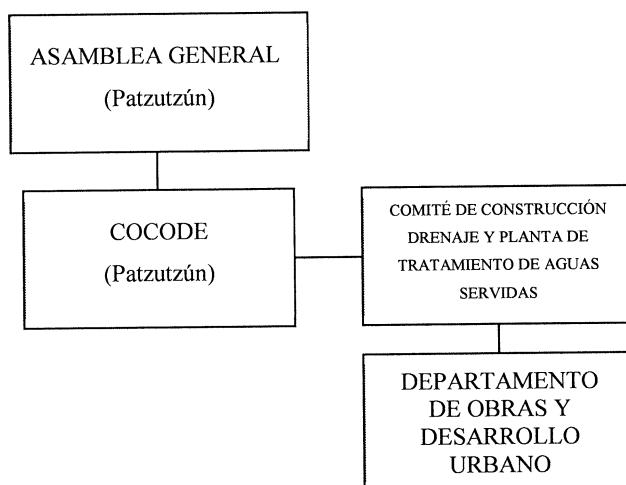 ASAMBLEA GENERAL
(Patzutzún)
COCODE
(Patzutzún)
COMITÉ DE CONSTRUCCIÓN
DRENAJE Y PLANTA DE
TRATAMIENTO DE AGUAS
SERVIDAS
DEPARTAMENTO
DE OBRAS Y
DESARROLLO
URBANO